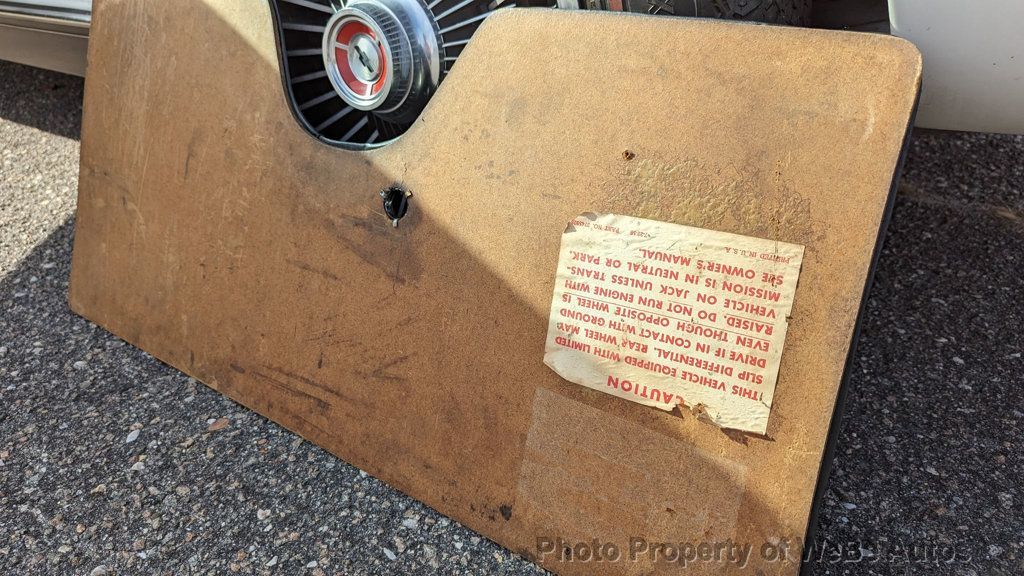 CAUTION
THIS VEHICLE EQUIPPED WITH LIMITED
SLIP DIFFERENTIAL. REAR WHEEL MAY
DRIVE IF IN CONTACT WITH GROUND
EVEN THOUGH OPPOSITE WHEEL IS
RAISED. DO NOT RUN ENGINE WITH
VEHICLE ON JACK UNLESS TRANS-
MISSION IS IN NEUTRAL OR PARK.
SEE OWNER'S MANUAL
PART NO. PRINTED IN U.S.A.
Photo Property of WeBe Autos